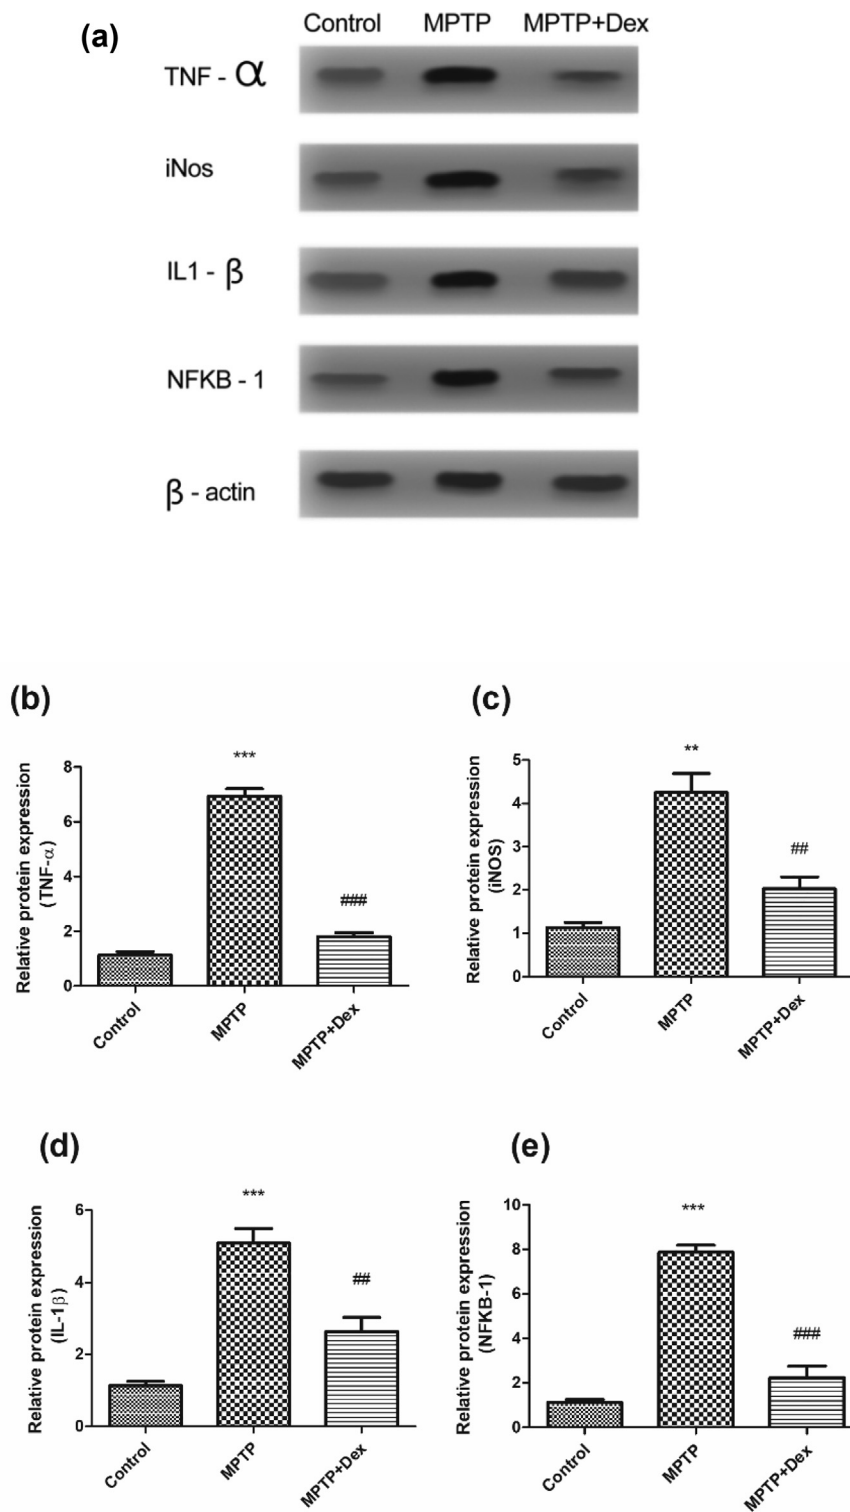 (a)
Control MPTP MPTP+Dex
TNF - α
iNos
IL1 - β
NFKB - 1
β - actin
(b)
Relative protein expression
(TNF-α)
8
6
4
2
0
***
###
Control
MPTP
MPTP+Dex
(c)
Relative protein expression
(iNOS)
5
4
3
2
1
0
**
##
Control
MPTP
MPTP+Dex
(d)
Relative protein expression
(IL-1β)
6
4
2
0
***
##
Control
MPTP
MPTP+Dex
(e)
Relative protein expression
(NFKB-1)
10
8
6
4
2
0
***
###
Control
MPTP
MPTP+Dex